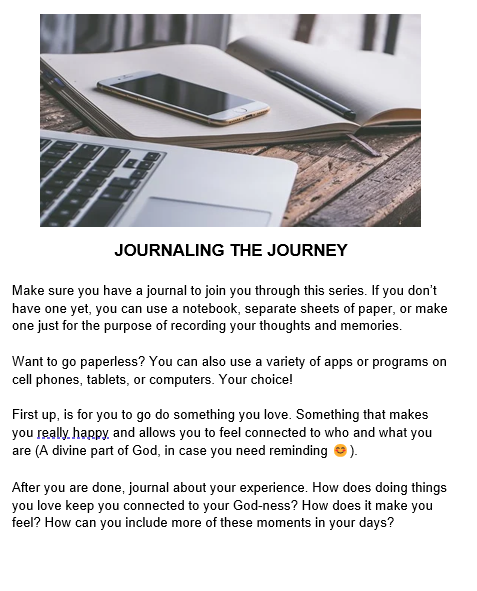 JOURNALING THE JOURNEY
Make sure you have a journal to join you through this series. If you don’t
have one yet, you can use a notebook, separate sheets of paper, or make
one just for the purpose of recording your thoughts and memories.
Want to go paperless? You can also use a variety of apps or programs on
cell phones, tablets, or computers. Your choice!
First up, is for you to go do something you love. Something that makes
you really happy and allows you to feel connected to who and what you
are (A divine part of God, in case you need reminding 😊 ).
After you are done, journal about your experience. How does doing things
you love keep you connected to your God-ness? How does it make you
feel? How can you include more of these moments in your days?